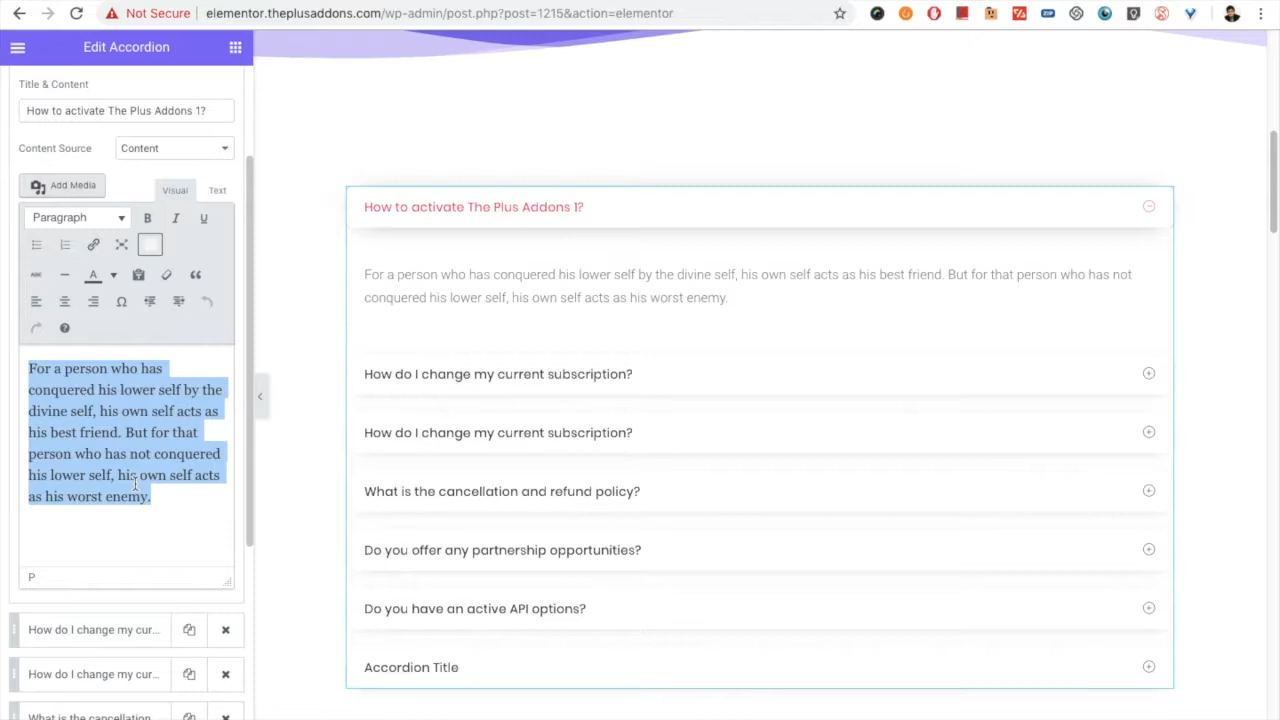 Not Secure elementor.theplusaddons.com/wp-admin/post.php?post=1215&action=elementor
ZIP
Edit Accordion
Title & Content
How to activate The Plus Addons 1?
Content Source Content
Add Media Visual Text
Paragraph B I U
ABC A
Ω
For a person who has
conquered his lower self by the
divine self, his own self acts as
his best friend. But for that
person who has not conquered
his lower self, his own self acts
as his worst enemy.
P
How do I change my cur...
How do I change my cur...
What is the cancellation
How to activate The Plus Addons 1?
For a person who has conquered his lower self by the divine self, his own self acts as his best friend. But for that person who has not
conquered his lower self, his own self acts as his worst enemy.
How do I change my current subscription?
How do I change my current subscription?
What is the cancellation and refund policy?
Do you offer any partnership opportunities?
Do you have an active API options?
Accordion Title